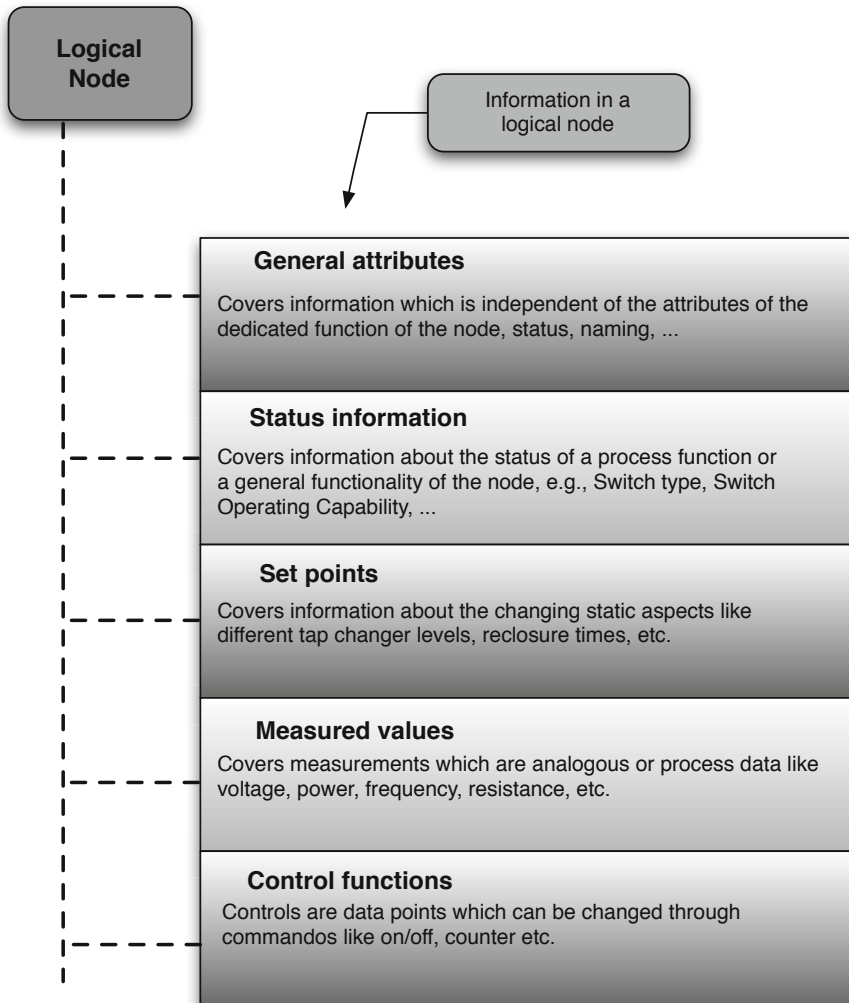 Logical
Node
Information in a
logical node
General attributes
Covers information which is independent of the attributes of the
dedicated function of the node, status, naming, ...
Status information
Covers information about the status of a process function or
a general functionality of the node, e.g., Switch type, Switch
Operating Capability, ...
Set points
Covers information about the changing static aspects like
different tap changer levels, reclosure times, etc.
Measured values
Covers measurements which are analogous or process data like
voltage, power, frequency, resistance, etc.
Control functions
Controls are data points which can be changed through
commandos like on/off, counter etc.